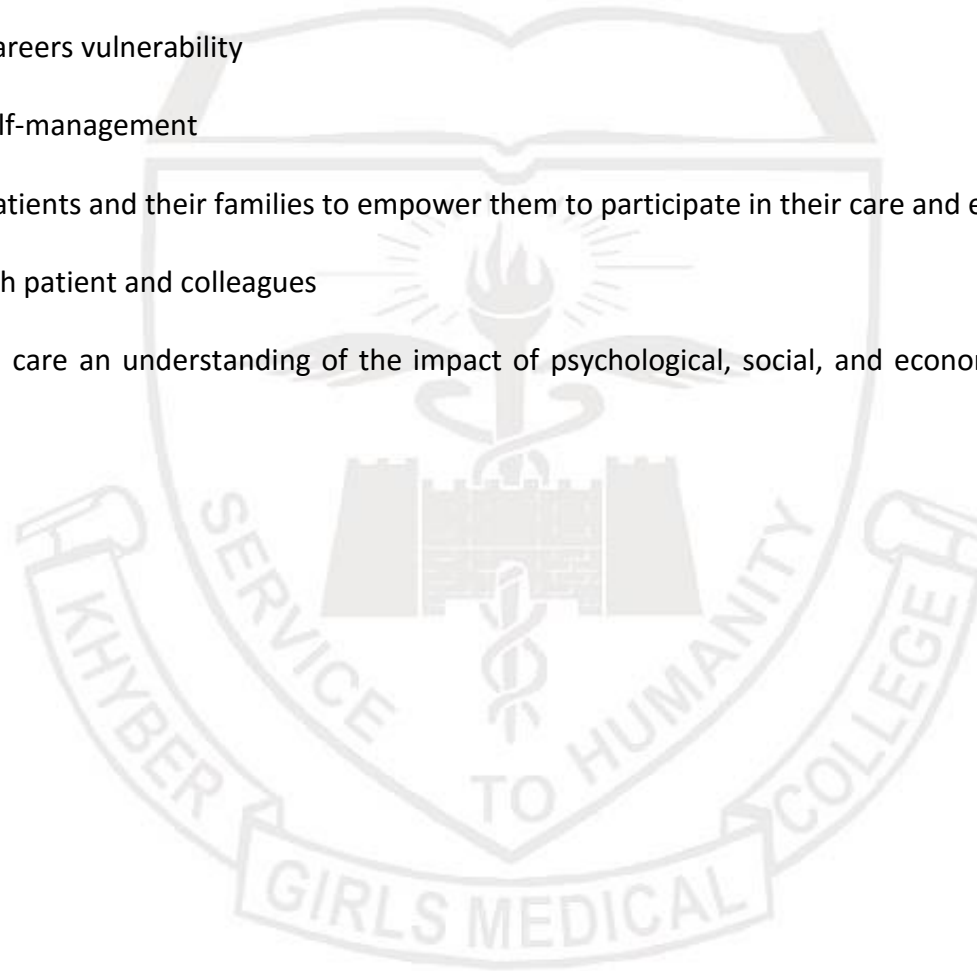 areers vulnerability
lf-management
atients and their families to empower them to participate in their care and e
h patient and colleagues
care an understanding of the impact of psychological, social, and econo
SERVICE TO HUMANITY
KHYBER GIRLS MEDICAL COLLEGE